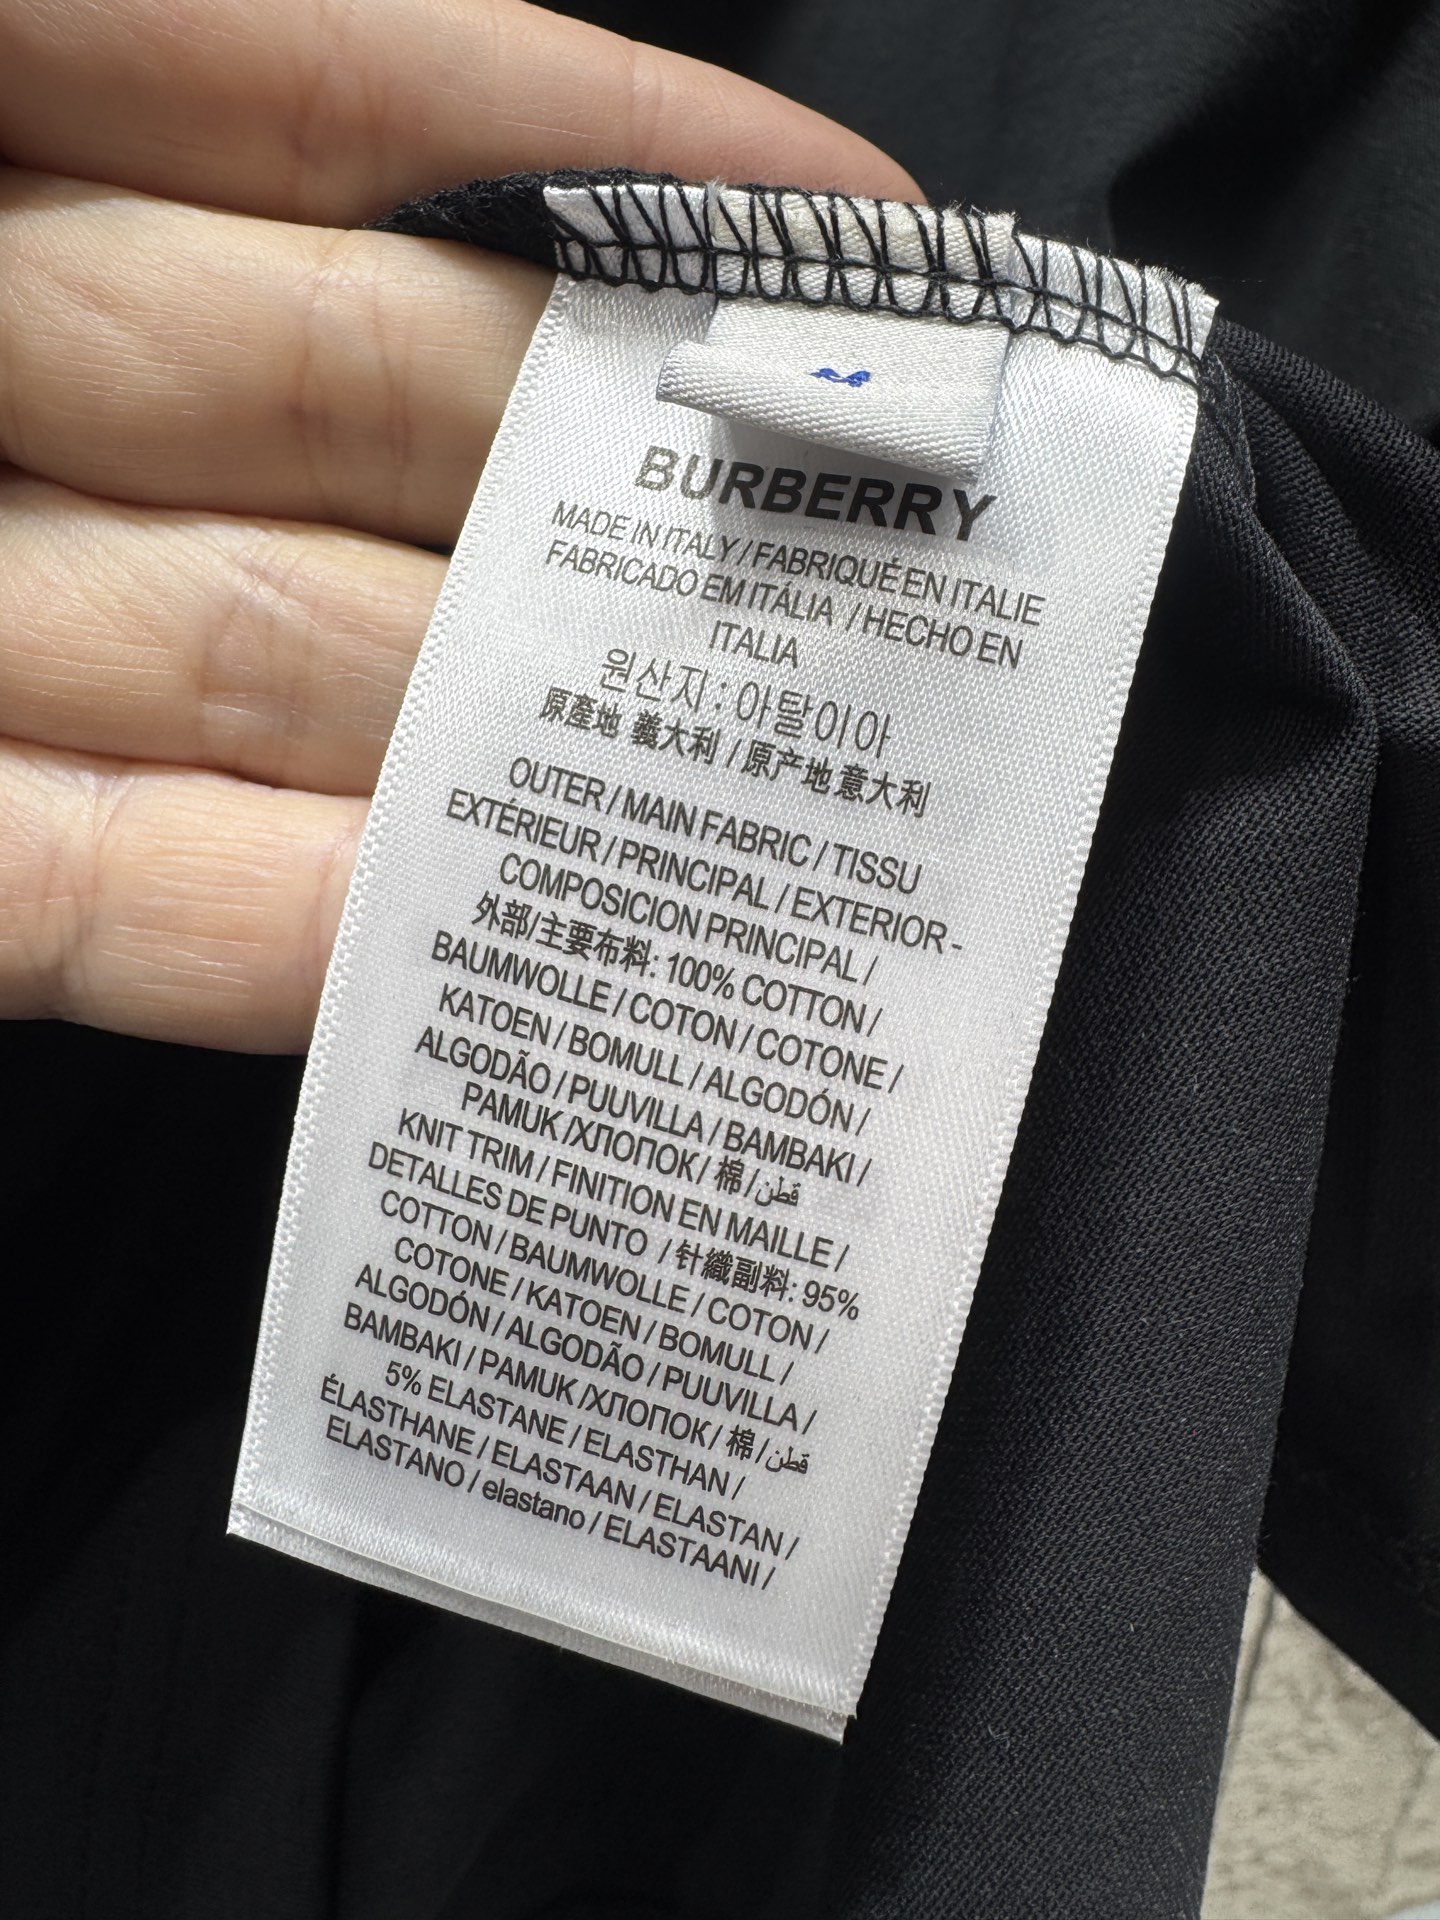 BURBERRY
MADE IN ITALY / FABRIQUÉ EN ITALIE
FABRICADO EM ITÁLIA / HECHO EN
ITALIA
원산지 : 아탈이아
原產地 義大利 / 原产地意大利
OUTER / MAIN FABRIC / TISSU
EXTÉRIEUR / PRINCIPAL / EXTERIOR -
COMPOSICION PRINCIPAL /
外部/主要布料: 100% COTTON /
BAUMWOLLE / COTON / COTONE /
KATOEN / BOMULL / ALGODÓN /
ALGODÃO / PUUVILLA / BAMBAKI /
PAMUK /ХЛОПОК/ 棉 /قطن
KNIT TRIM / FINITION EN MAILLE /
DETALLES DE PUNTO / 针織副料: 95%
COTTON / BAUMWOLLE / COTON /
COTONE / KATOEN / BOMULL /
ALGODÓN / ALGODÃO / PUUVILLA /
BAMBAKI / PAMUK /ХЛОПОК/ 棉 /قطن
5% ELASTANE / ELASTHAN /
ÉLASTHANE / ELASTAAN / ELASTAN /
ELASTANO / elastano / ELASTAANI /